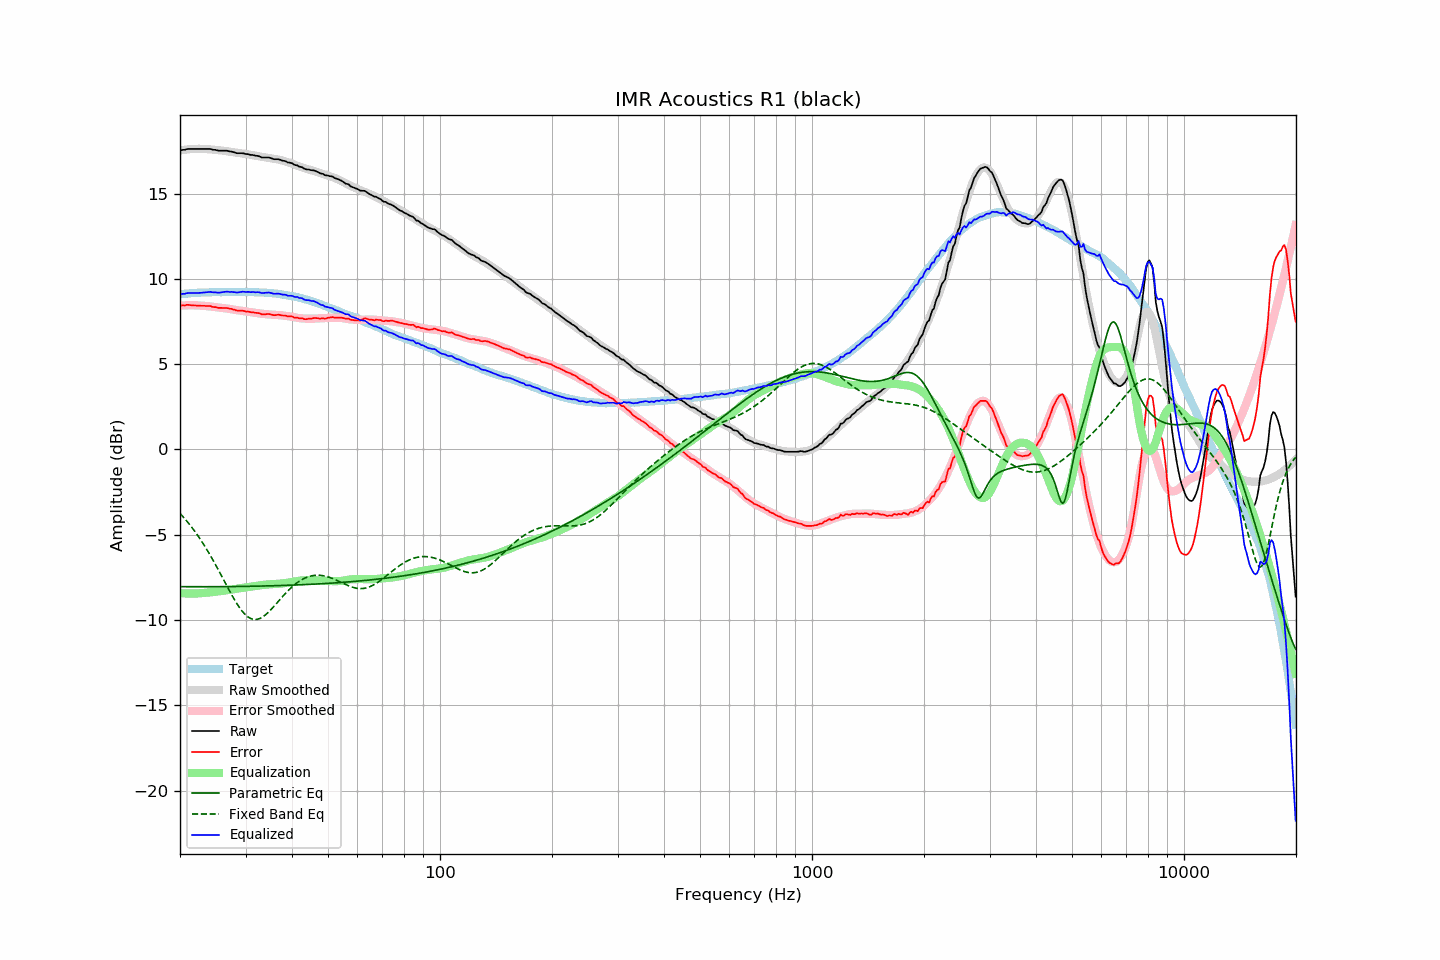 IMR Acoustics R1 (black)
Amplitude (dBr)
15
10
5
0
−5
−10
−15
−20
Target
Raw Smoothed
Error Smoothed
Raw
Error
Equalization
Parametric Eq
Fixed Band Eq
Equalized
100 1000 10000
Frequency (Hz)